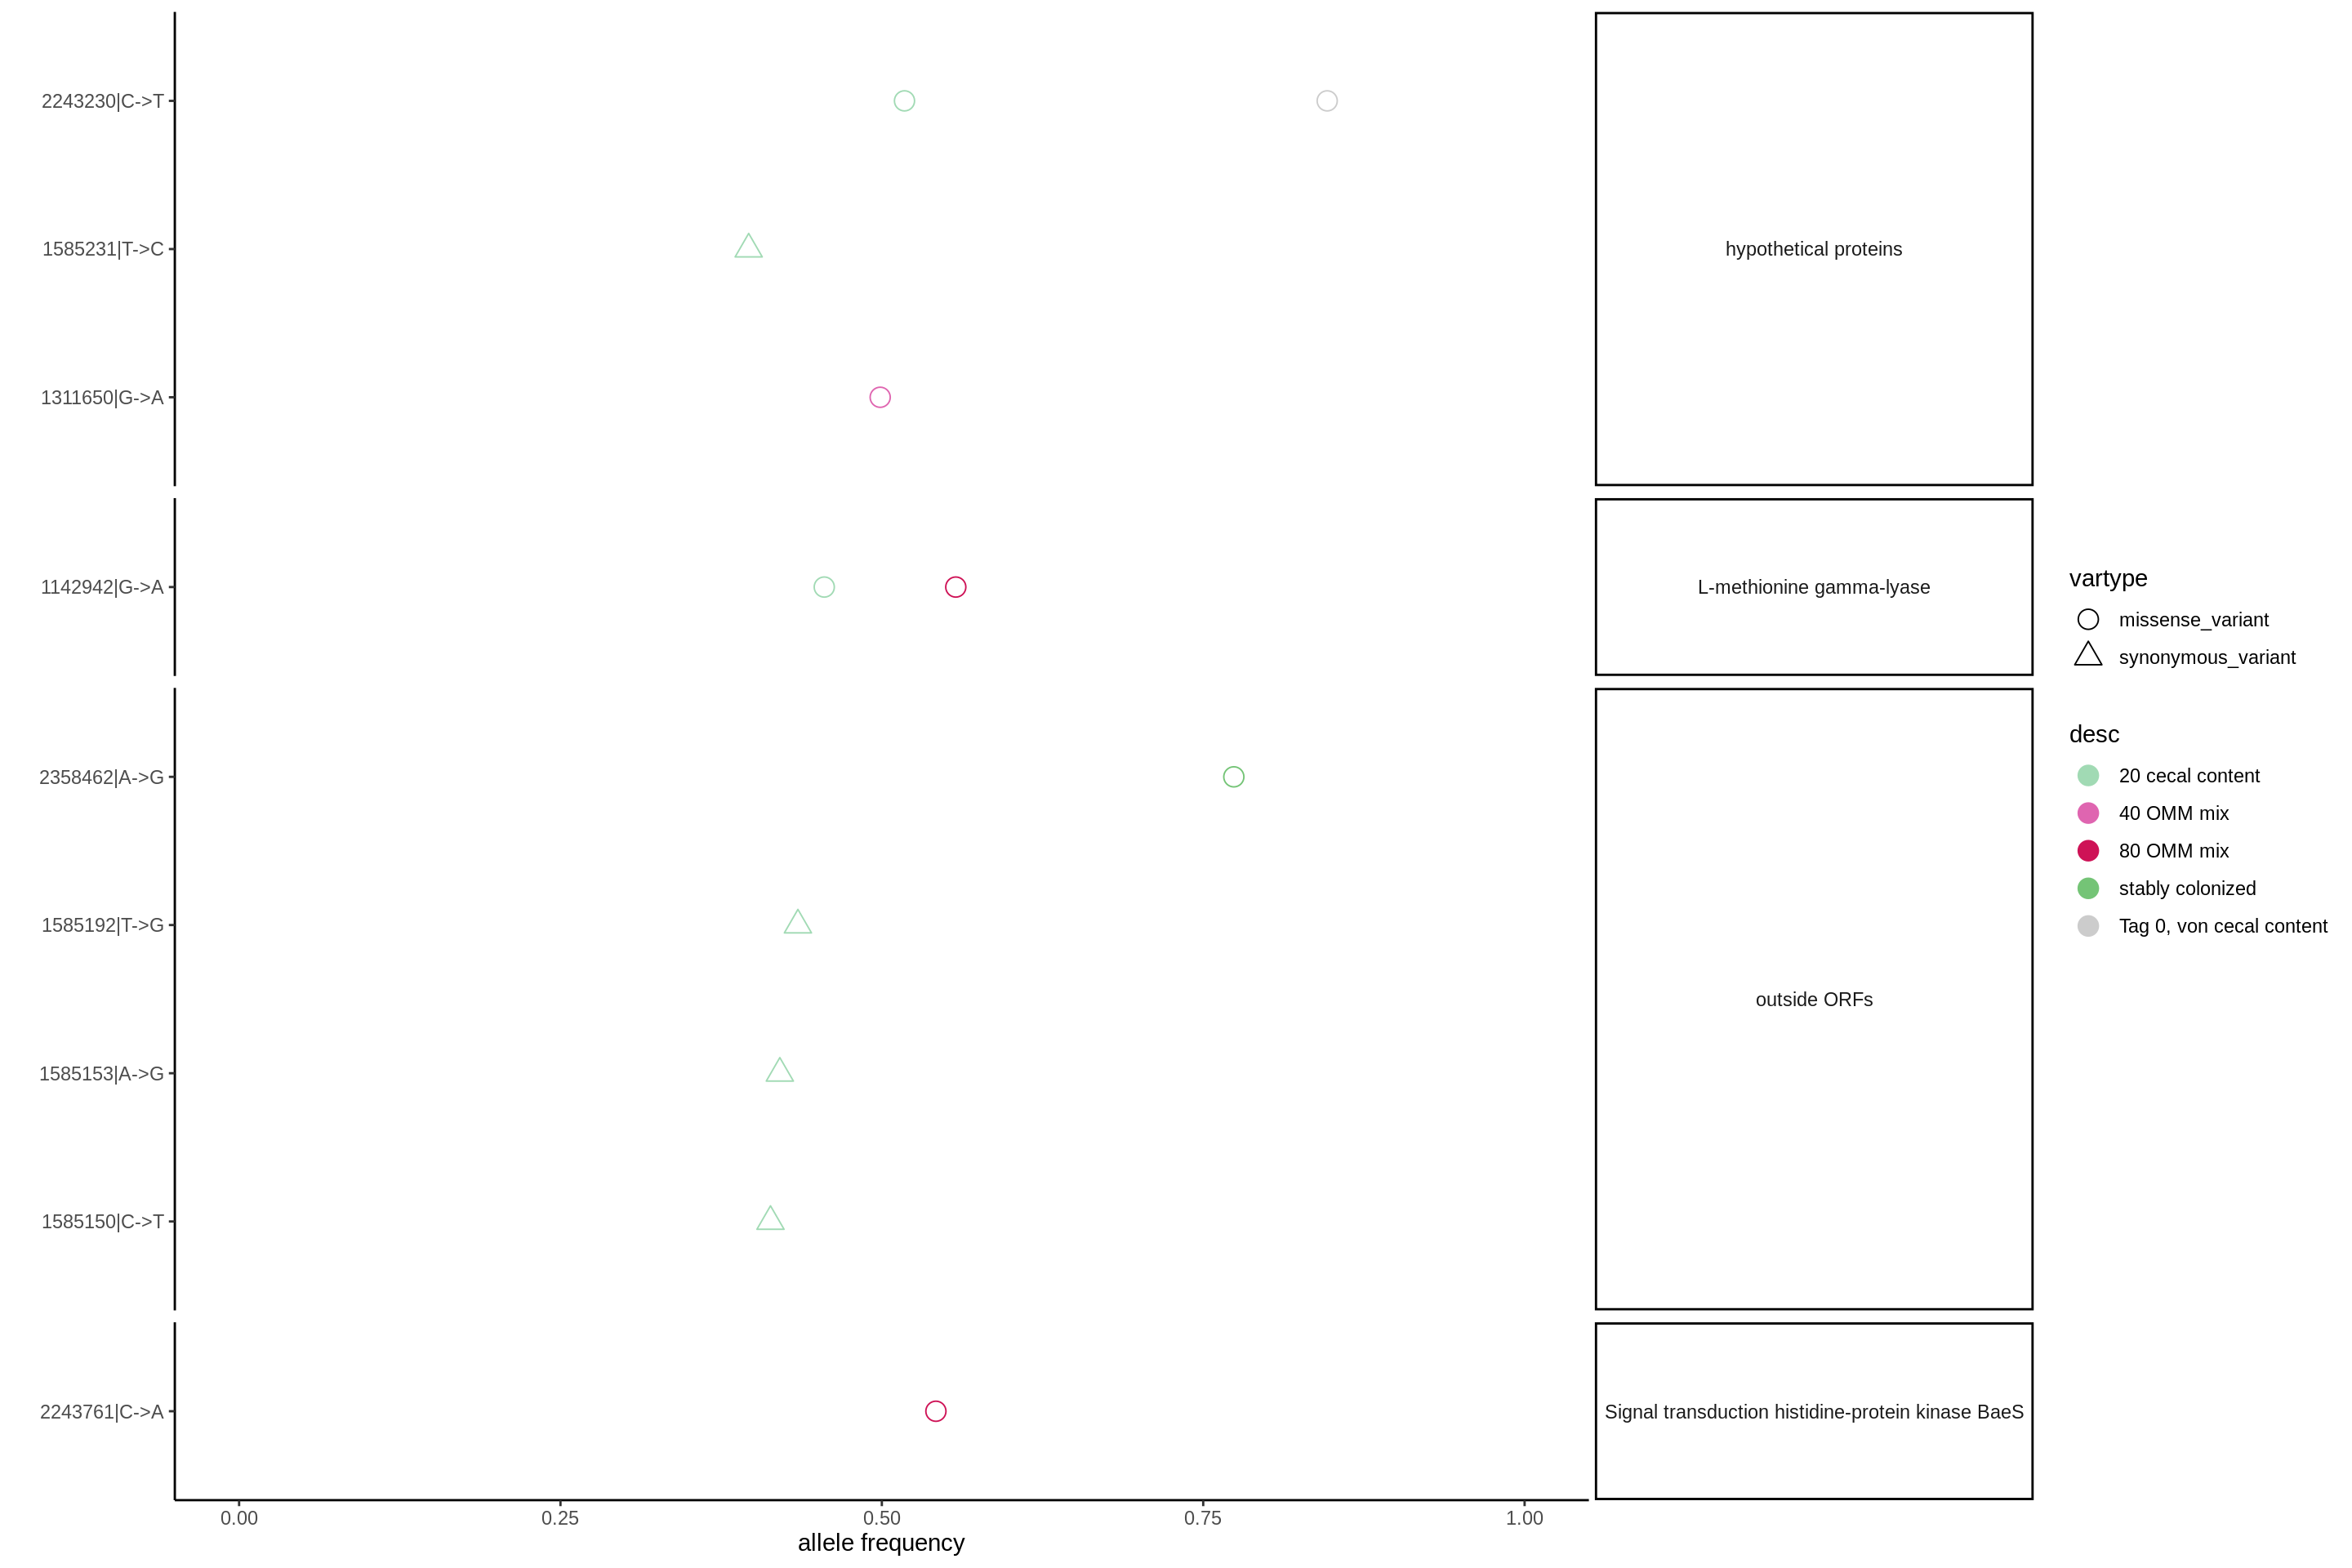 2243230|C->T
1585231|T->C
hypothetical proteins
1311650|G->A
1142942|G->A
L-methionine gamma-lyase
2358462|A->G
1585192|T->G
outside ORFs
1585153|A->G
1585150|C->T
2243761|C->A
Signal transduction histidine-protein kinase BaeS
0.00 0.25 0.50 0.75 1.00
allele frequency
vartype
missense_variant
synonymous_variant
desc
20 cecal content
40 OMM mix
80 OMM mix
stably colonized
Tag 0, von cecal content